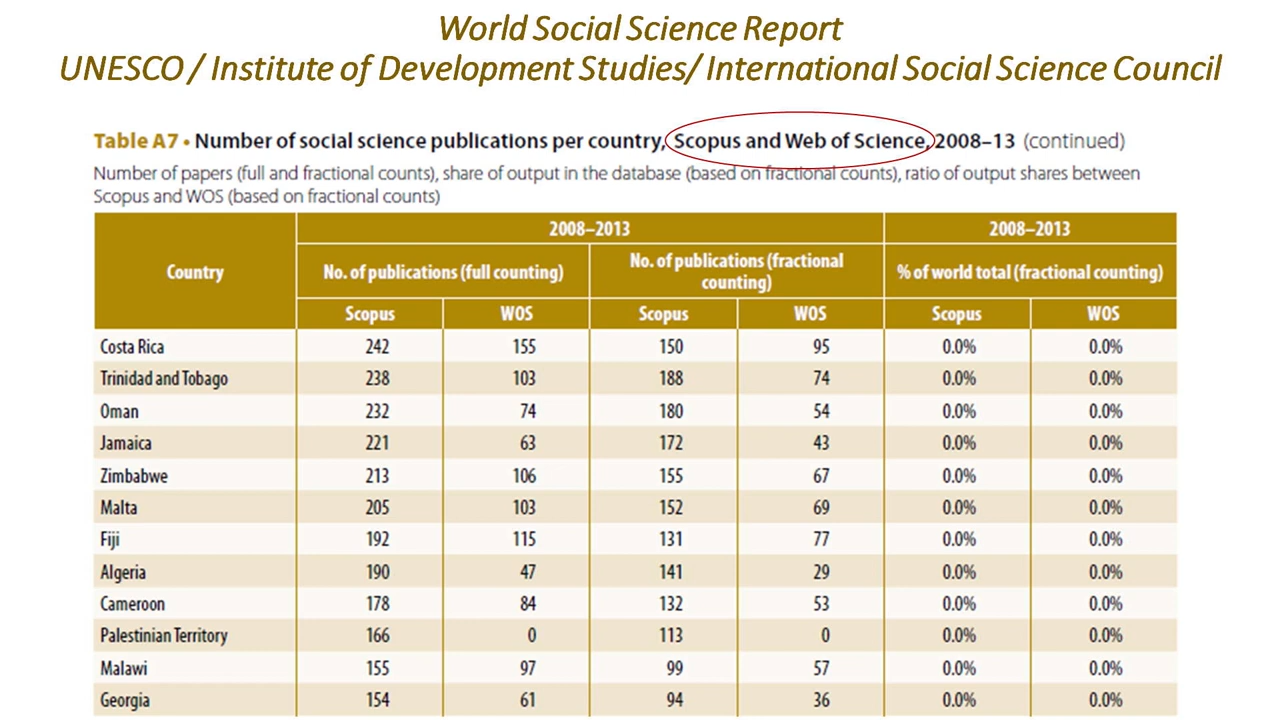 World Social Science Report
UNESCO / Institute of Development Studies/ International Social Science Council
Table A7 • Number of social science publications per country, Scopus and Web of Science, 2008–13 (continued)
Number of papers (full and fractional counts), share of output in the database (based on fractional counts), ratio of output shares between
Scopus and WOS (based on fractional counts)
Country 2008–2013 2008–2013
No. of publications (full counting) No. of publications (fractional counting) % of world total (fractional counting)
Scopus WOS Scopus WOS Scopus WOS
Costa Rica 242 155 150 95 0.0% 0.0%
Trinidad and Tobago 238 103 188 74 0.0% 0.0%
Oman 232 74 180 54 0.0% 0.0%
Jamaica 221 63 172 43 0.0% 0.0%
Zimbabwe 213 106 155 67 0.0% 0.0%
Malta 205 103 152 69 0.0% 0.0%
Fiji 192 115 131 77 0.0% 0.0%
Algeria 190 47 141 29 0.0% 0.0%
Cameroon 178 84 132 53 0.0% 0.0%
Palestinian Territory 166 0 113 0 0.0% 0.0%
Malawi 155 97 99 57 0.0% 0.0%
Georgia 154 61 94 36 0.0% 0.0%